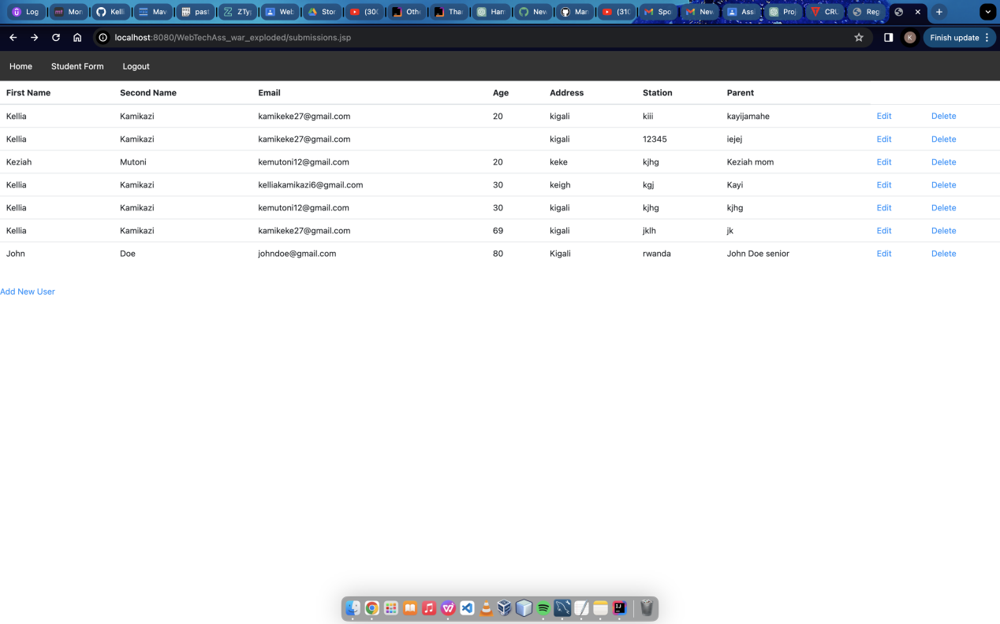 Log Mon Kelli Mav past ZTyp Web Stor (30 Othe Thar Ham New Mar (310 Spo New Ass Proj CRU Reg
localhost:8080/WebTechAss_war_exploded/submissions.jsp K Finish update
Home Student Form Logout
First Name Second Name Email Age Address Station Parent
Kellia Kamikazi kamikeke27@gmail.com 20 kigali kiii kayijamahe Edit Delete
Kellia Kamikazi kamikeke27@gmail.com kigali 12345 iejej Edit Delete
Keziah Mutoni kemutoni12@gmail.com 20 keke kjhg Keziah mom Edit Delete
Kellia Kamikazi kelliakamikazi6@gmail.com 30 keigh kgj Kayi Edit Delete
Kellia Kamikazi kemutoni12@gmail.com 30 kigali kjhg kjhg Edit Delete
Kellia Kamikazi kamikeke27@gmail.com 69 kigali jklh jk Edit Delete
John Doe johndoe@gmail.com 80 Kigali rwanda John Doe senior Edit Delete
Add New User